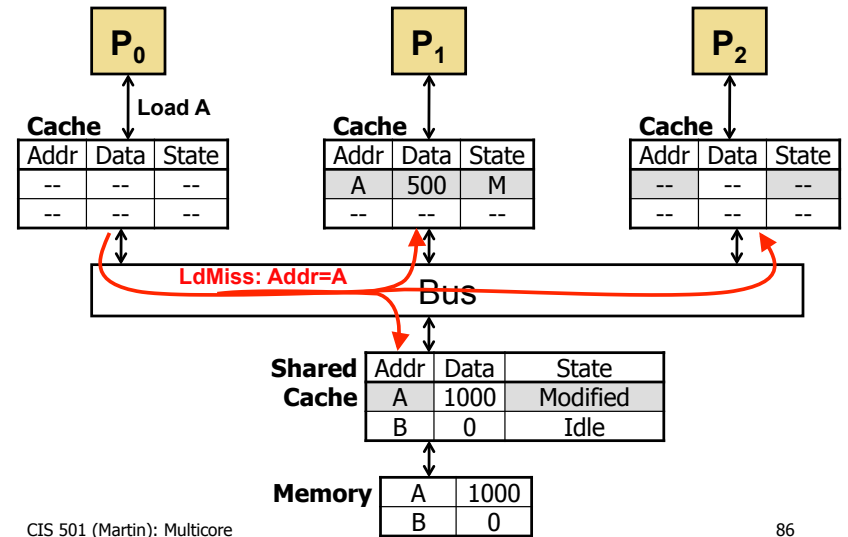 P0 P1 P2
Load A
Cache Cache Cache
Addr Data State Addr Data State Addr Data State
-- -- -- A 500 M -- -- --
-- -- -- -- -- -- -- -- --
LdMiss: Addr=A
Bus
Shared Addr Data State
Cache A 1000 Modified
B 0 Idle
Memory A 1000
B 0
CIS 501 (Martin): Multicore 86